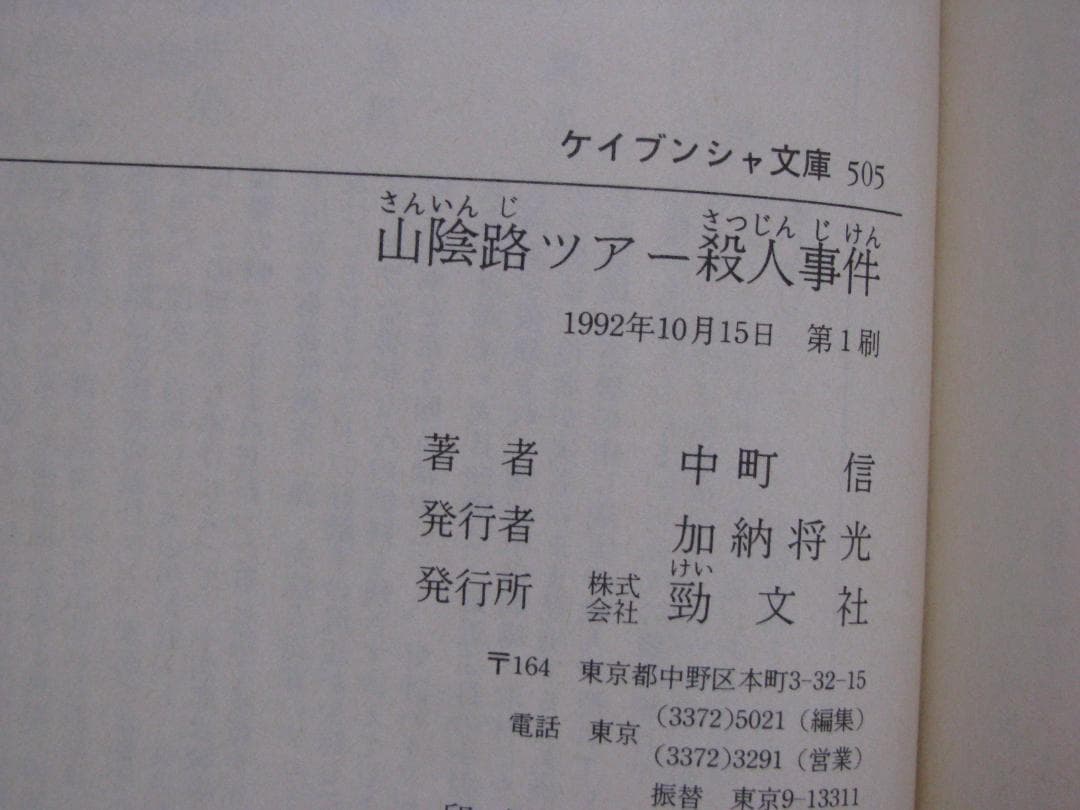 ケイブンシャ文庫 505
さんいんじ さつじんじけん
山陰路ツアー殺人事件
1992年10月15日 第1刷
著者 中町信
発行者 加納将光
けい
発行所 株式会社 勁文社
〒164 東京都中野区本町3-32-15
電話 東京 (3372)5021(編集)
(3372)3291(営業)
振替 東京9-13311